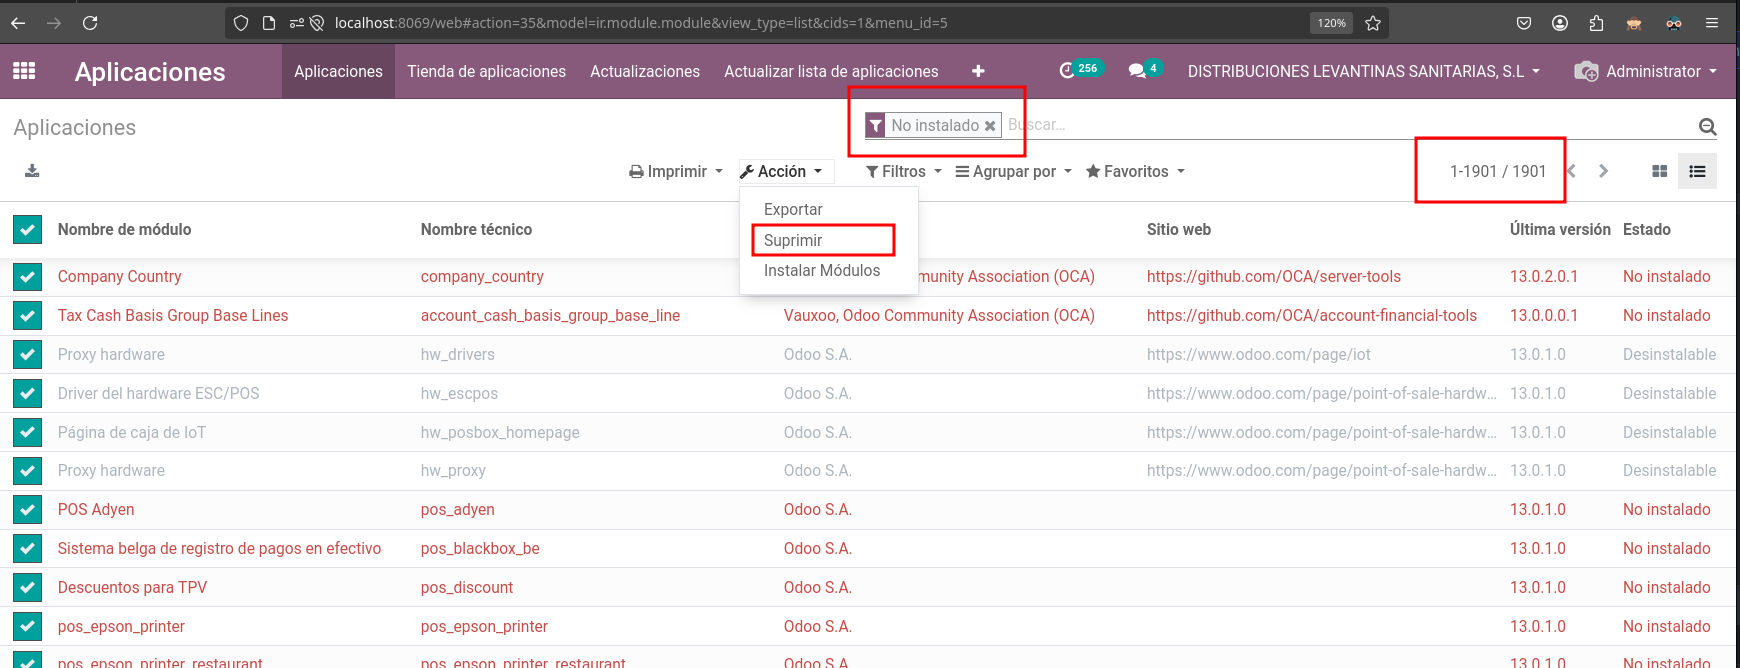 localhost:8069/web#action=35&model=ir.module.module&view_type=list&cids=1&menu_id=5 120%
Aplicaciones Aplicaciones Tienda de aplicaciones Actualizaciones Actualizar lista de aplicaciones 256 4 DISTRIBUCIONES LEVANTINAS SANITARIAS, S.L Administrator
Aplicaciones No instalado Buscar...
Imprimir Acción Filtros Agrupar por Favoritos 1-1901 / 1901
Exportar
Suprimir
Instalar Módulos
Nombre de módulo Nombre técnico Sitio web Última versión Estado
Company Country company_country munity Association (OCA) https://github.com/OCA/server-tools 13.0.2.0.1 No instalado
Tax Cash Basis Group Base Lines account_cash_basis_group_base_line Vauxoo, Odoo Community Association (OCA) https://github.com/OCA/account-financial-tools 13.0.0.0.1 No instalado
Proxy hardware hw_drivers Odoo S.A. https://www.odoo.com/page/iot 13.0.1.0 Desinstalable
Driver del hardware ESC/POS hw_escpos Odoo S.A. https://www.odoo.com/page/point-of-sale-hardw... 13.0.1.0 Desinstalable
Página de caja de IoT hw_posbox_homepage Odoo S.A. https://www.odoo.com/page/point-of-sale-hardw... 13.0.1.0 Desinstalable
Proxy hardware hw_proxy Odoo S.A. https://www.odoo.com/page/point-of-sale-hardw... 13.0.1.0 Desinstalable
POS Adyen pos_adyen Odoo S.A. 13.0.1.0 No instalado
Sistema belga de registro de pagos en efectivo pos_blackbox_be Odoo S.A. 13.0.1.0 No instalado
Descuentos para TPV pos_discount Odoo S.A. 13.0.1.0 No instalado
pos_epson_printer pos_epson_printer Odoo S.A. 13.0.1.0 No instalado
pos_epson_printer_restaurant pos_epson_printer_restaurant Odoo S.A. 13.0.1.0 No instalado